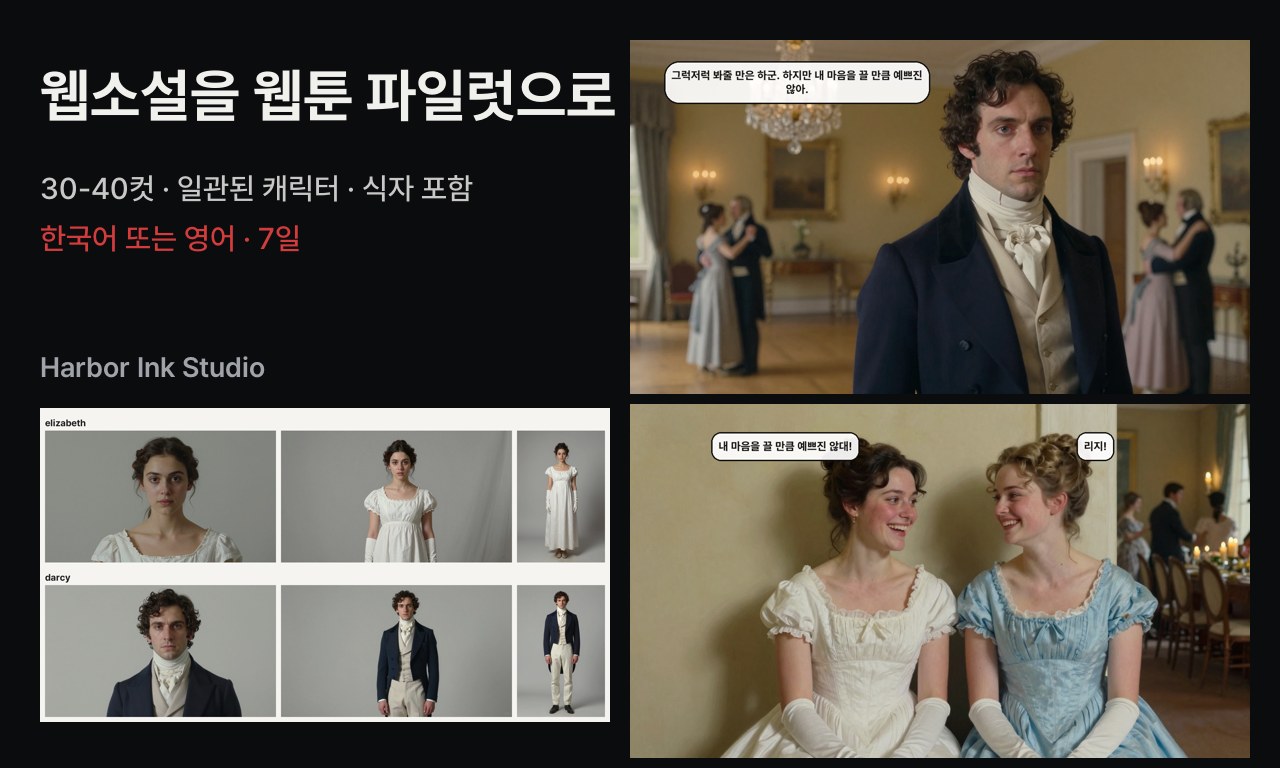 웹소설을 웹툰 파일럿으로
30-40컷 · 일관된 캐릭터 · 식자 포함
한국어 또는 영어 · 7일
Harbor Ink Studio
elizabeth
darcy
그럭저럭 봐줄 만은 하군. 하지만 내 마음을 끌 만큼 예쁘진
않아.
내 마음을 끌 만큼 예쁘진 않대!
리지!